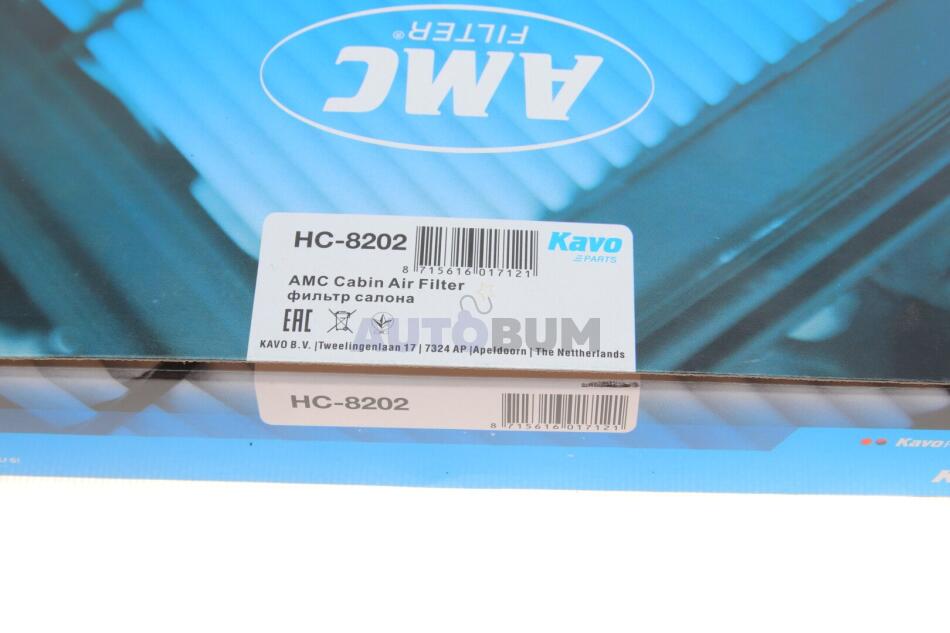 AMC
FILTER®
HC-8202
8 715616 017121
Kavo
PARTS
AMC Cabin Air Filter
фильтр салона
EAC
AUTOBUM
KAVO B.V. |Tweelingenlaan 17 | 7324 AP |Apeldoorn | The Nettherlands
HC-8202
8 715616 017121
Kavo